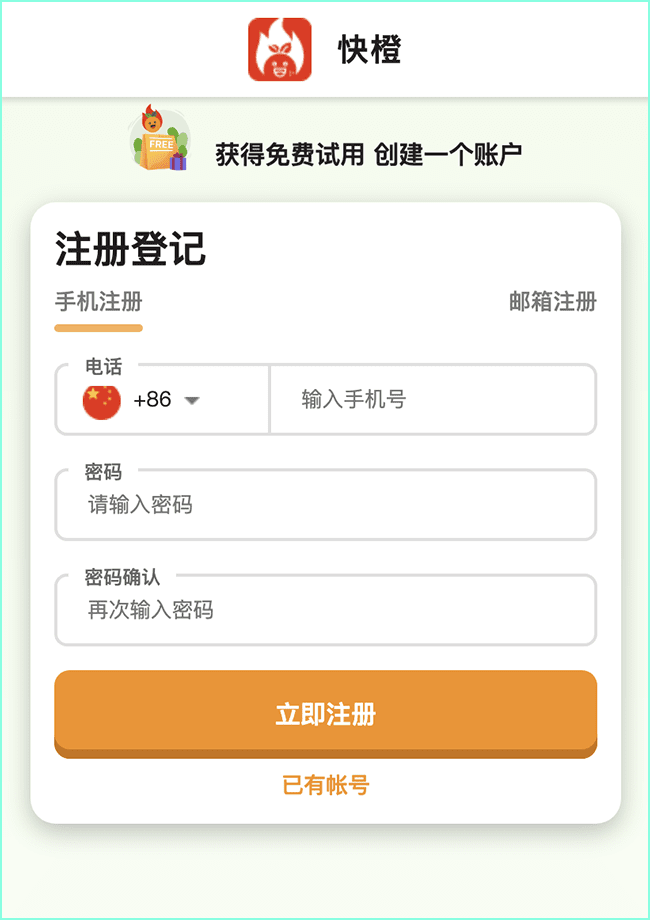 快橙
FREE
获得免费试用 创建一个账户
注册登记
手机注册 邮箱注册
电话
+86 输入手机号
密码
请输入密码
密码确认
再次输入密码
立即注册
已有帐号